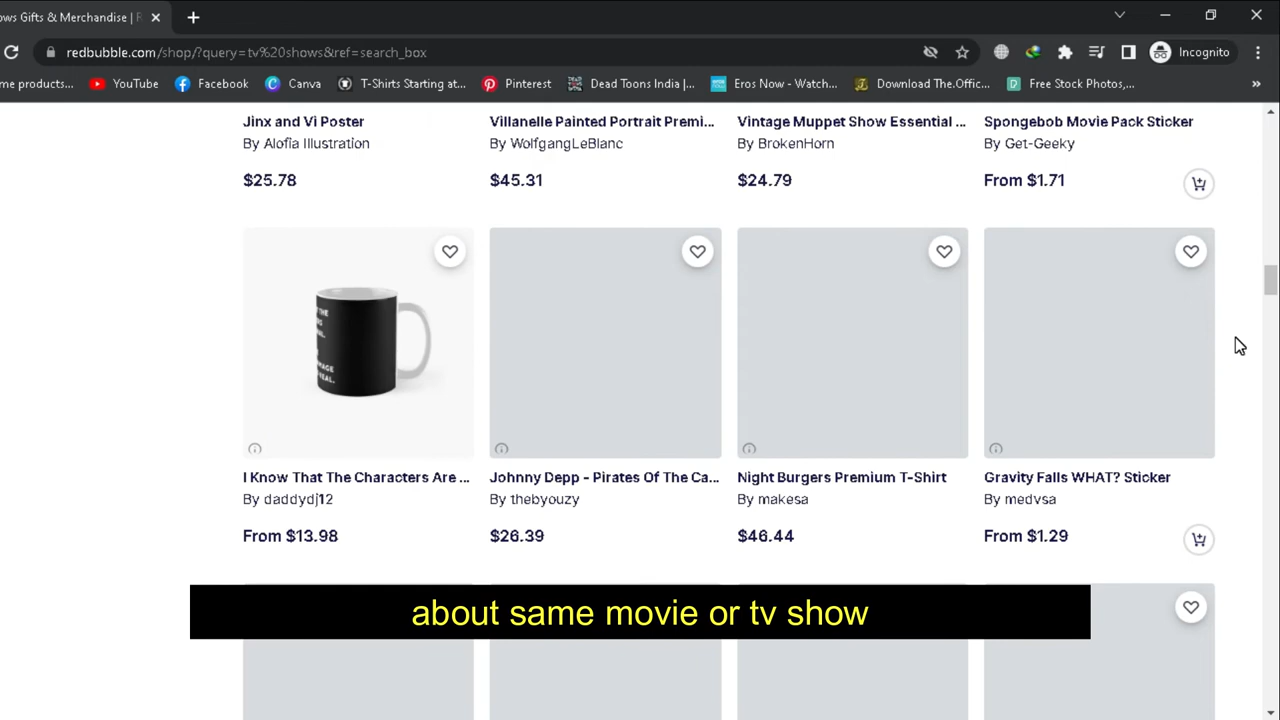 ows Gifts & Merchandise | R
redbubble.com/shop/?query=tv%20shows&ref=search_box
Incognito
me produc...
YouTube
Facebook
Canva
T-Shirts Starting at...
Pinterest
Dead Toons India |...
Eros Now - Watch...
Download The.Offic...
Free Stock Photos,...
»
Jinx and Vi Poster
By Alofia Illustration
$25.78
Villanelle Painted Portrait Premi...
By WolfgangLeBlanc
$45.31
Vintage Muppet Show Essential ...
By BrokenHorn
$24.79
Spongebob Movie Pack Sticker
By Get-Geeky
From $1.71
I Know That The Characters Are ...
By daddydj12
From $13.98
Johnny Depp - Pirates Of The Ca...
By thebyouzy
$26.39
Night Burgers Premium T-Shirt
By makesa
$46.44
Gravity Falls WHAT? Sticker
By medvsa
From $1.29
about same movie or tv show